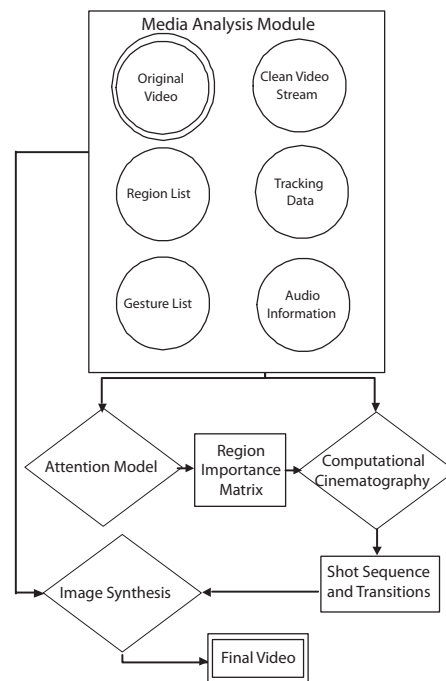 Media Analysis Module
Original
Video
Clean Video
Stream
Region List
Tracking
Data
Gesture List
Audio
Information
Attention Model
Region
Importance
Matrix
Computational
Cinematography
Image Synthesis
Shot Sequence
and Transitions
Final Video